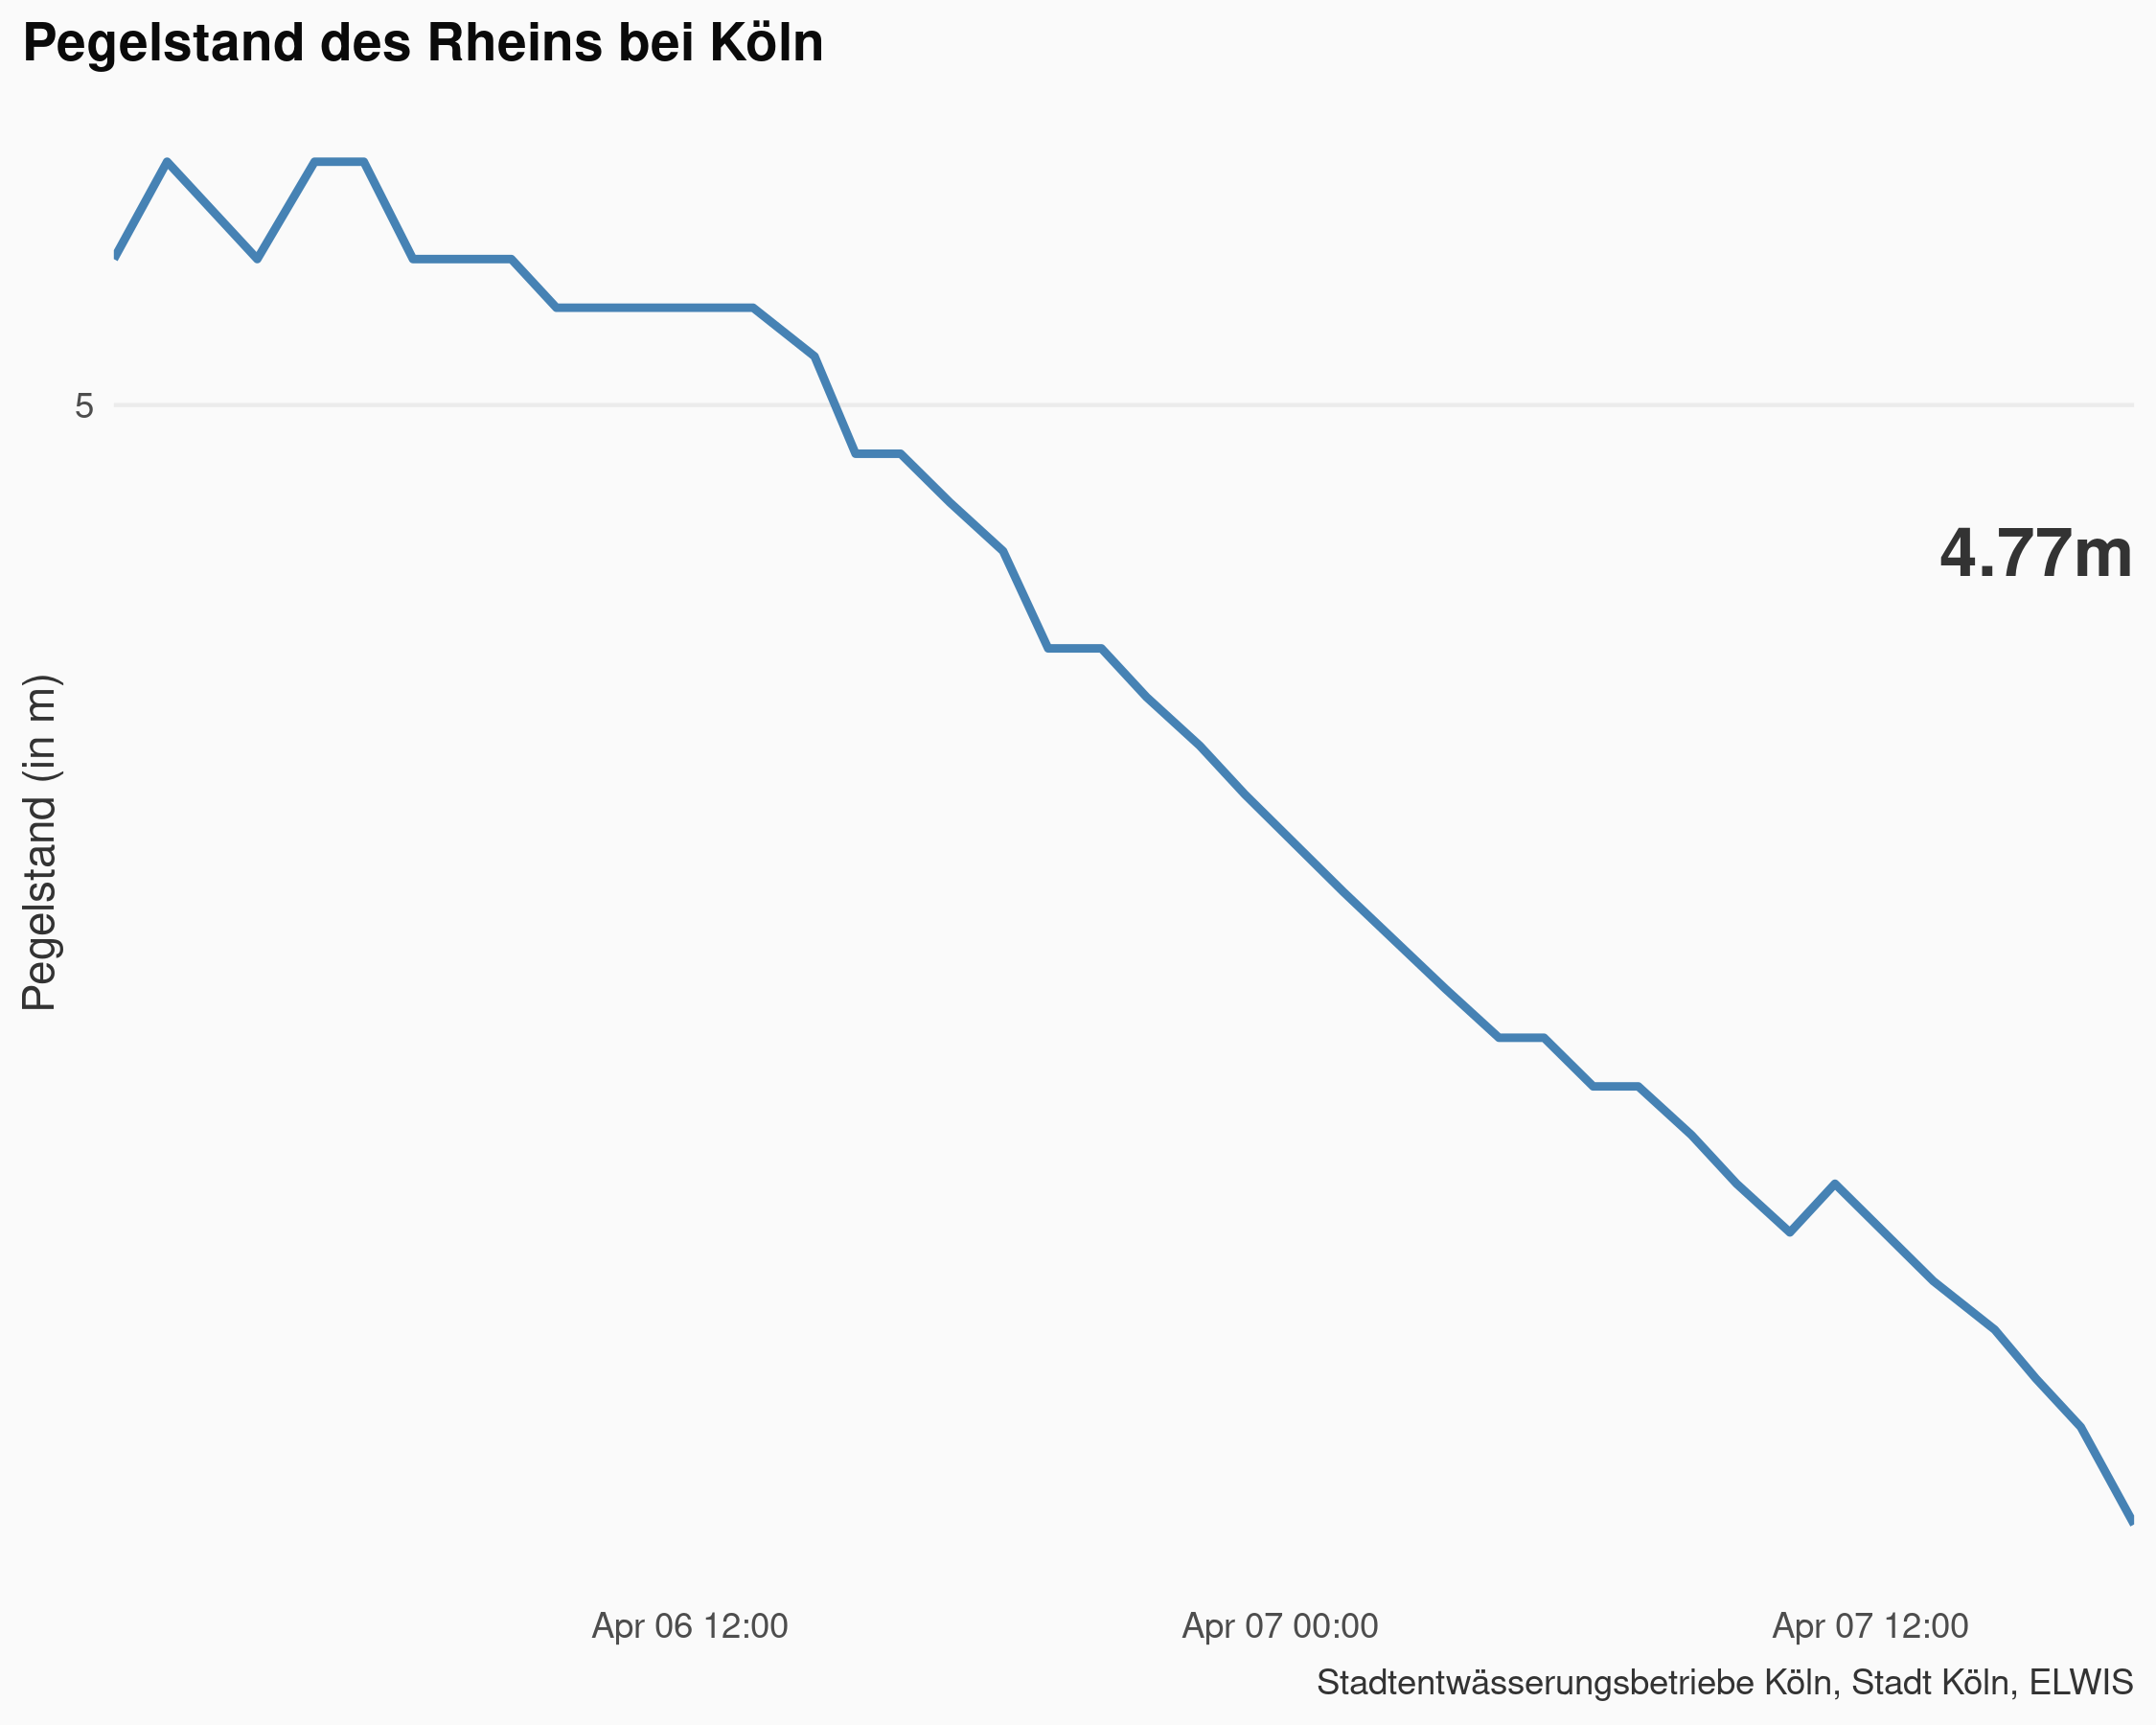 Pegelstand des Rheins bei Köln
5
4.77m
Pegelstand (in m)
Apr 06 12:00
Apr 07 00:00
Apr 07 12:00
Stadtentwässerungsbetriebe Köln, Stadt Köln, ELWIS